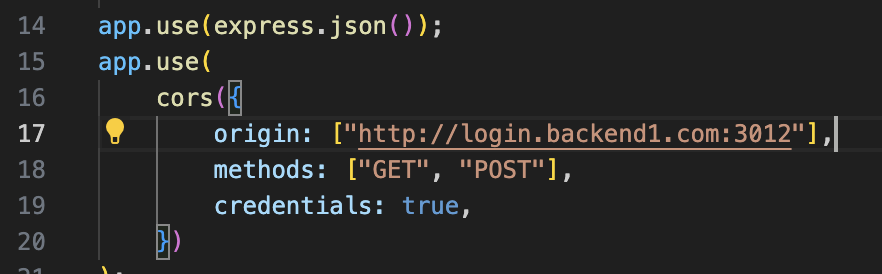 14 app.use(express.json());
15 app.use(
16 cors({
17 origin: ["http://login.backend1.com:3012"],
18 methods: ["GET", "POST"],
19 credentials: true,
20 })
21 );